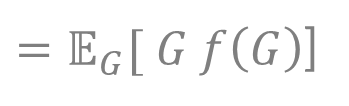 = 𝔼_G[ G f(G)]